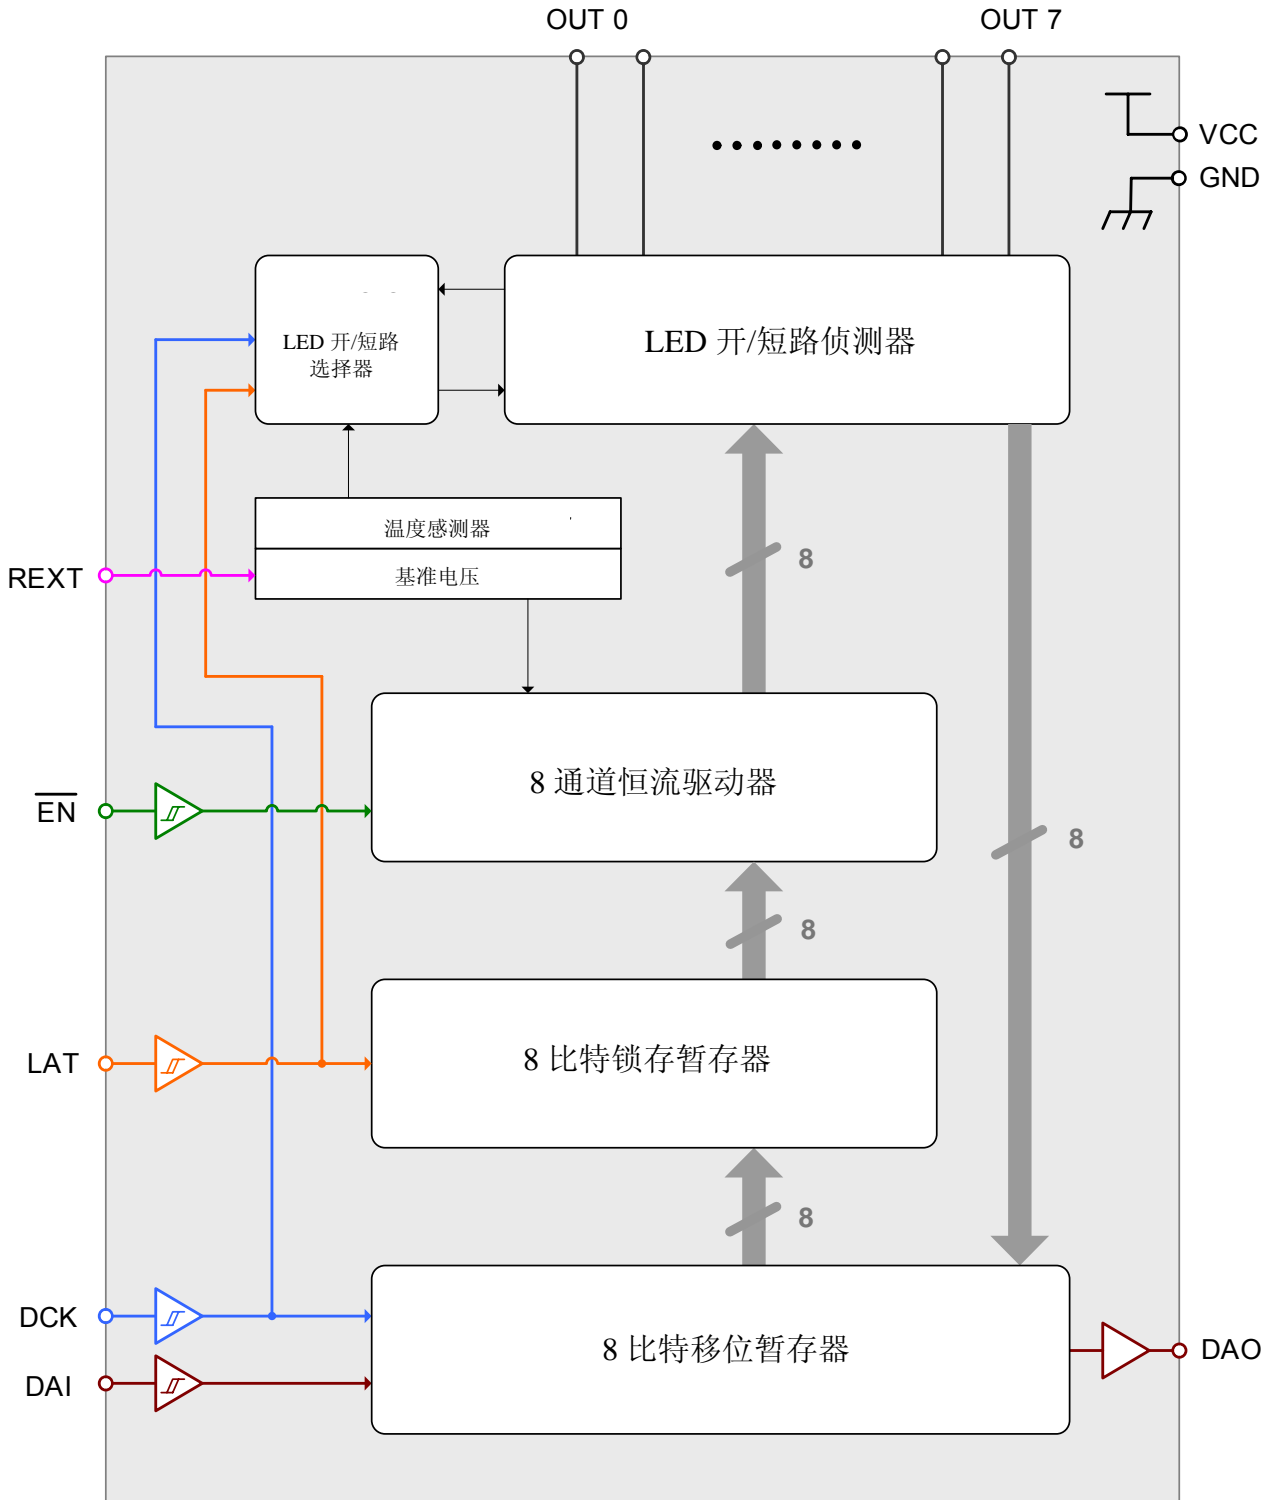 OUT 0
OUT 7
VCC
GND
LED 开/短路
选择器
LED 开/短路侦测器
温度感测器
基准电压
REXT
8
8 通道恒流驱动器
EN
8
8
8 比特锁存暂存器
LAT
8
8 比特移位暂存器
DCK
DAI
DAO